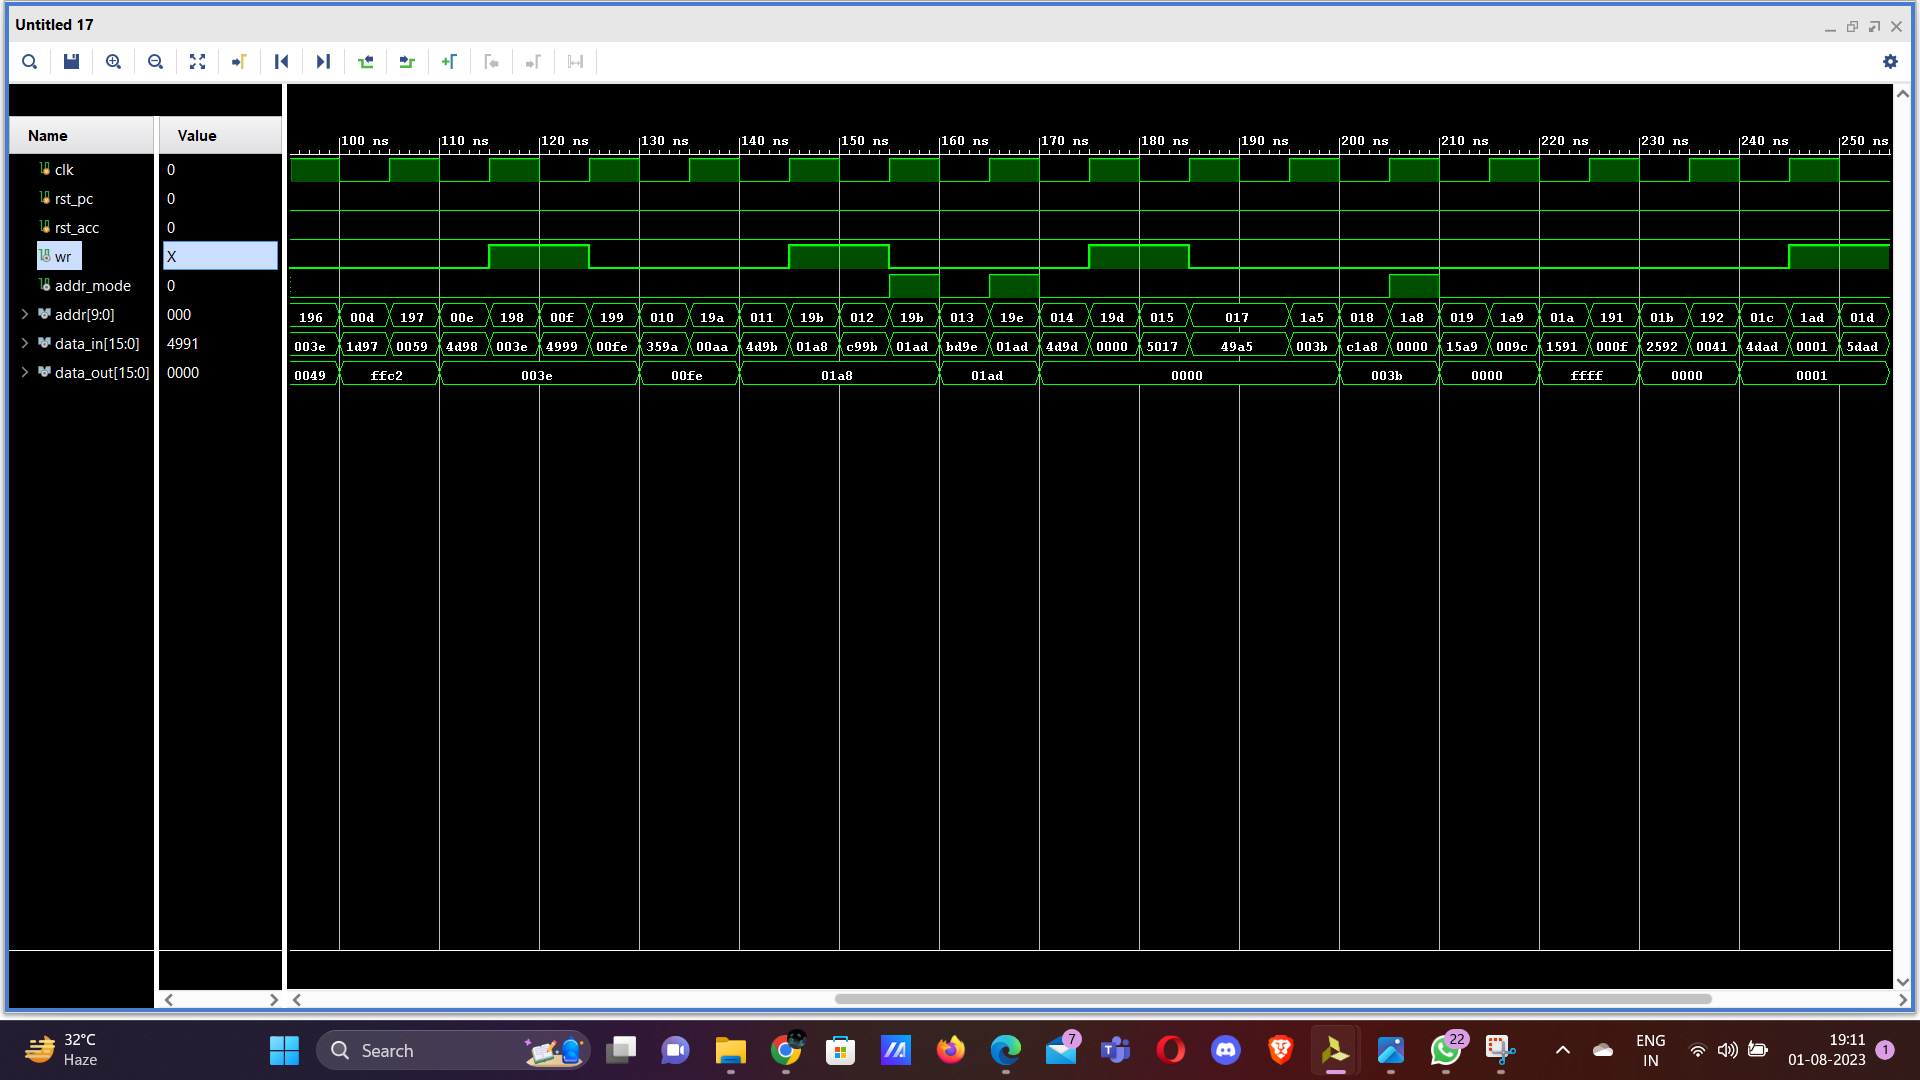 Untitled 17
Name Value
100 ns 110 ns 120 ns 130 ns 140 ns 150 ns 160 ns 170 ns 180 ns 190 ns 200 ns 210 ns 220 ns 230 ns 240 ns 250 ns
clk 0
rst_pc 0
rst_acc 0
wr X
addr_mode 0
addr[9:0] 000 196 00d 197 00e 198 00f 199 010 19a 011 19b 012 19b 013 19e 014 19d 015 017 1a5 018 1a8 019 1a9 01a 191 01b 192 01c 1ad 01d
data_in[15:0] 4991 003e 1d97 0059 4d98 003e 4999 00fe 359a 00aa 4d9b 01a8 c99b 01ad bd9e 01ad 4d9d 0000 5017 49a5 003b c1a8 0000 15a9 009c 1591 000f 2592 0041 4dad 0001 5dad
data_out[15:0] 0000 0049 ffc2 003e 00fe 01a8 01ad 0000 003b 0000 ffff 0000 0001
32°C
Haze
Search
7
22
ENG
IN
19:11
01-08-2023
1